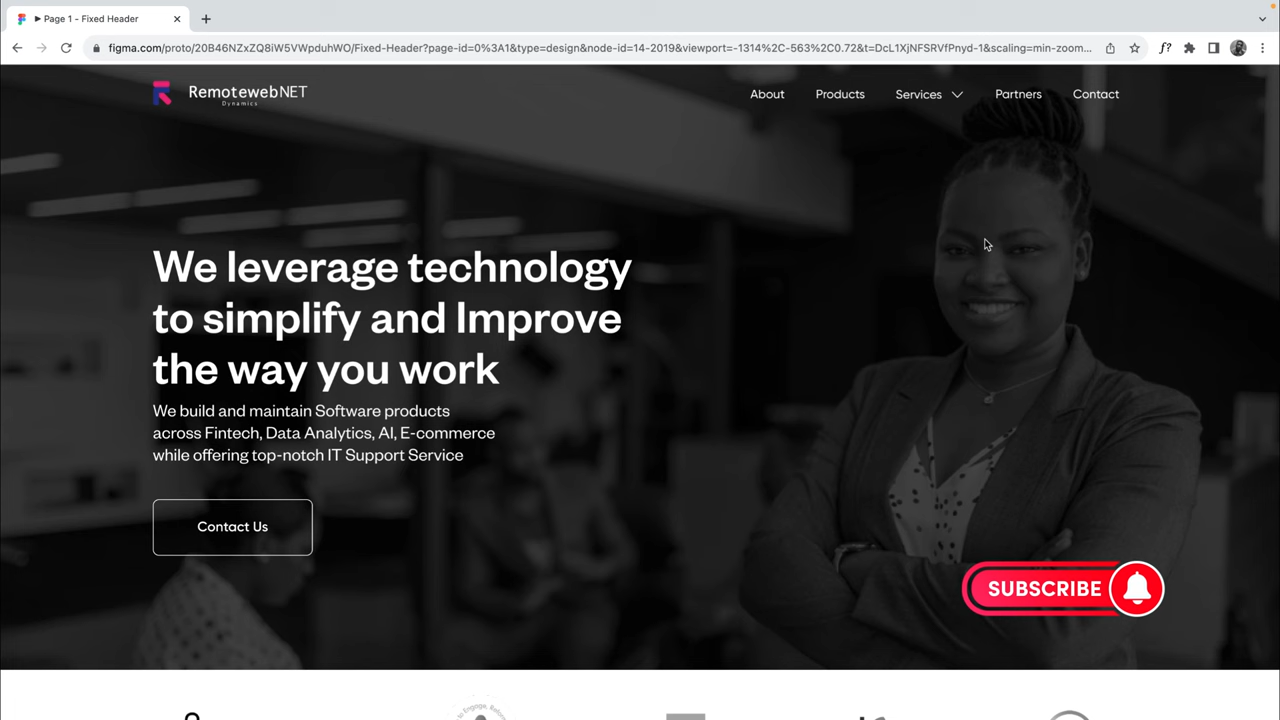 Page 1 - Fixed Header
figma.com/proto/20B46NZxZQ8iW5VWpduhWO/Fixed-Header?page-id=0%3A1&type=design&node-id=14-2019&viewport=-1314%2C-563%2C0.72&t=DcL1XjNFSRVfPnyd-1&scaling=min-zoom...
f?
RemotewebNET
Dynamics
About Products Services Partners Contact
We leverage technology
to simplify and Improve
the way you work
We build and maintain Software products
across Fintech, Data Analytics, AI, E-commerce
while offering top-notch IT Support Service
Contact Us
SUBSCRIBE